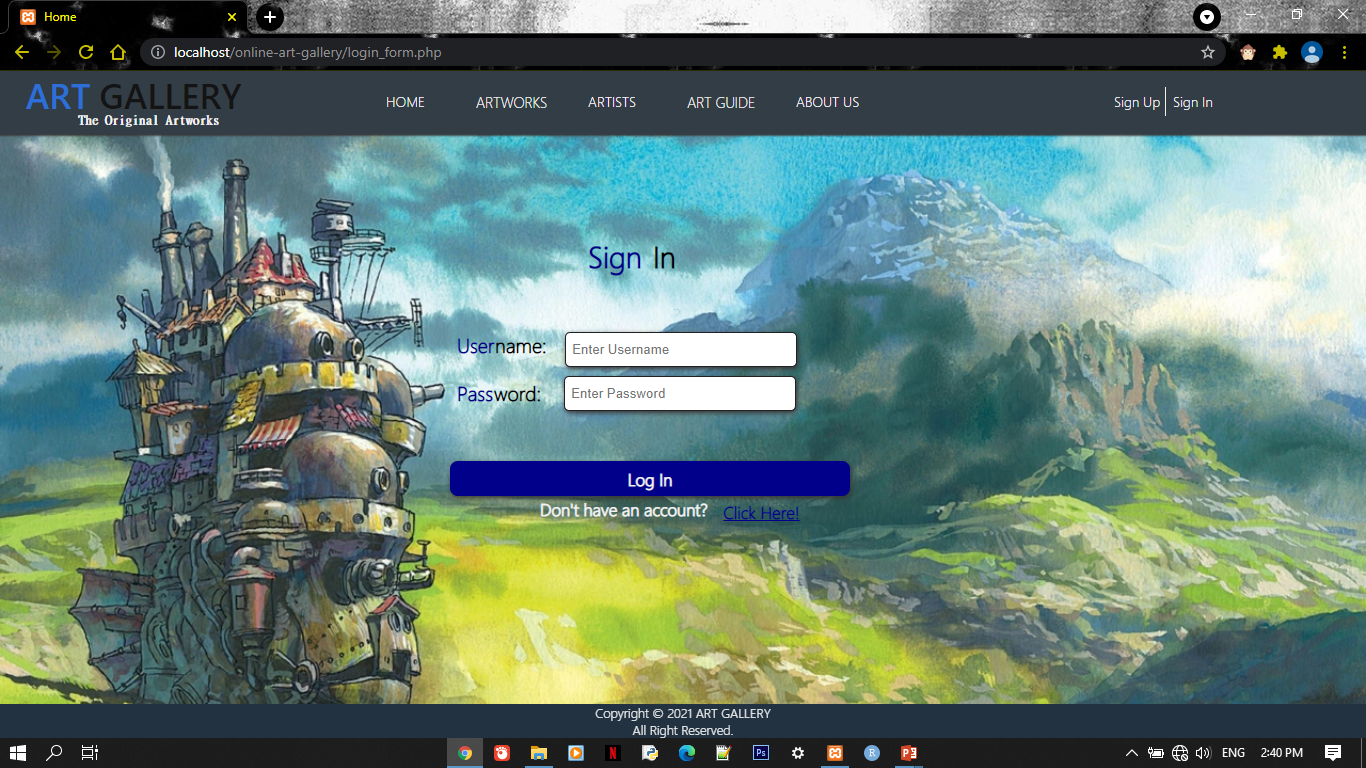 Home
localhost/online-art-gallery/login_form.php
ART GALLERY
The Original Artworks
HOME ARTWORKS ARTISTS ART GUIDE ABOUT US
Sign Up Sign In
Sign In
Username: Enter Username
Password: Enter Password
Log In
Don't have an account? Click Here!
Copyright © 2021 ART GALLERY
All Right Reserved.
ENG 2:40 PM